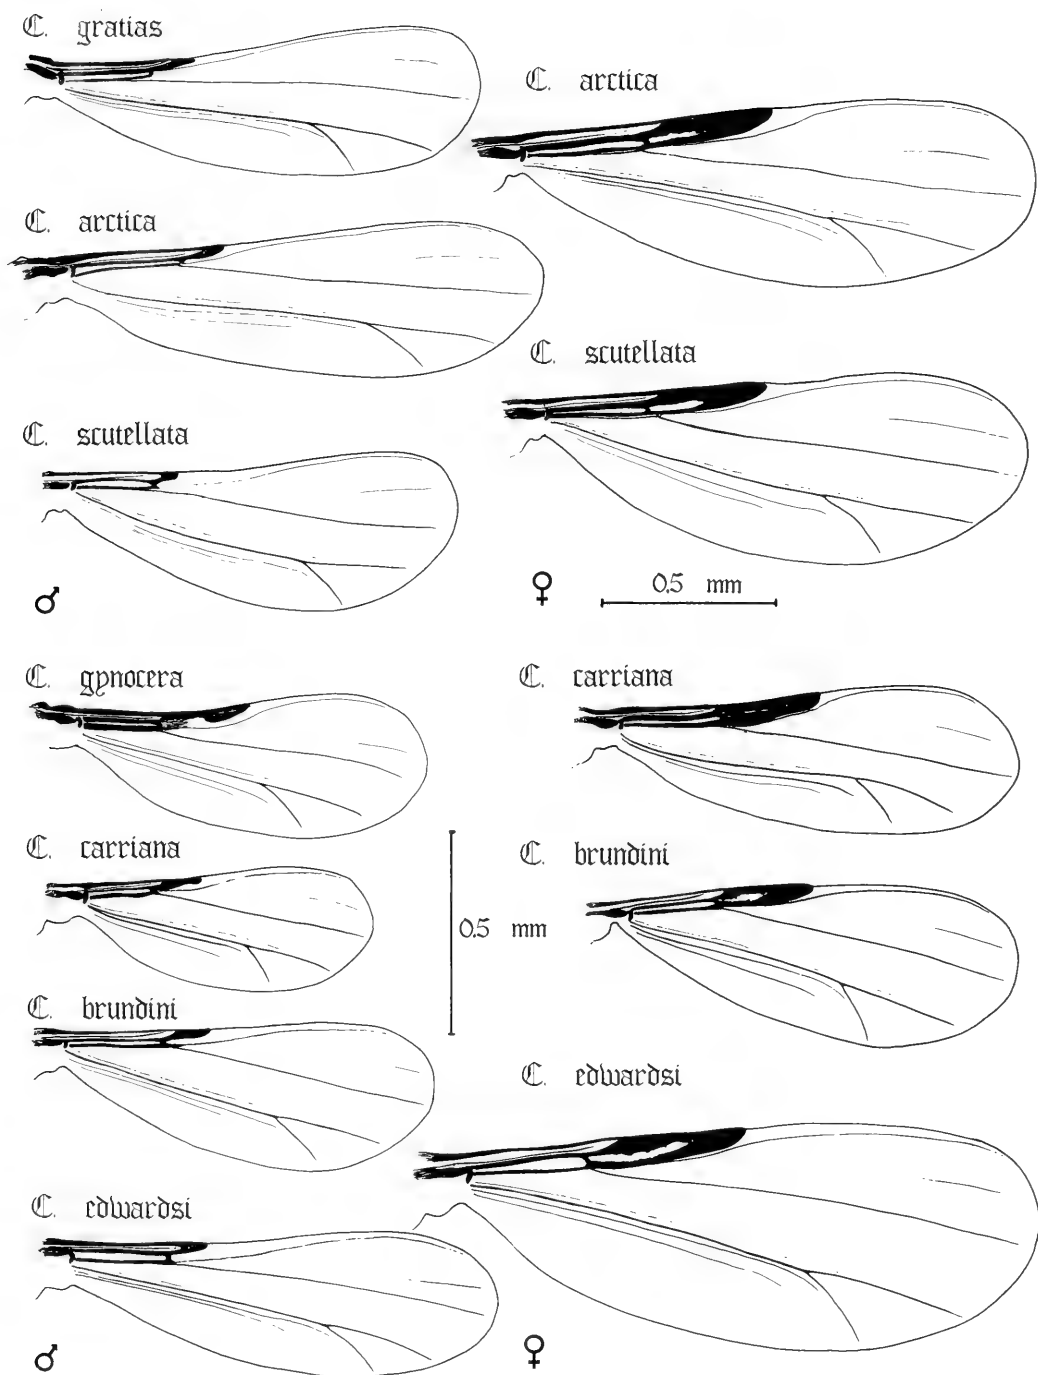 C. gratias
C. arctica
C. arctica
C. scutellata
C. scutellata
♂
♀
0.5 mm
C. gynocera
C. carriana
C. carriana
C. brundini
0.5 mm
C. brundini
C. edwardsi
C. edwardsi
♂
♀